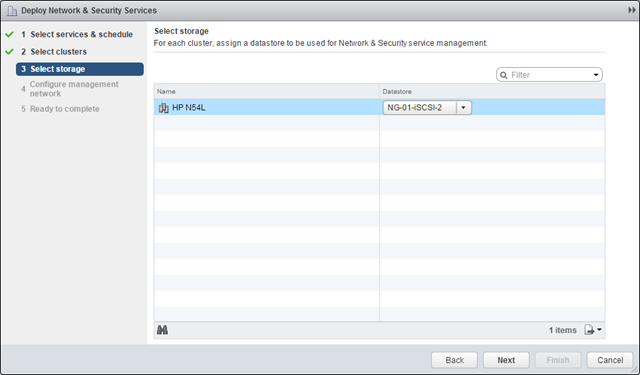 Deploy Network & Security Services
1 Select services & schedule
2 Select clusters
3 Select storage
4 Configure management
network
5 Ready to complete
Select storage
For each cluster, assign a datastore to be used for Network & Security service management.
Filter
Name
Datastore
HP N54L
NG-01-iSCSI-2
1 items
Back
Next
Finish
Cancel